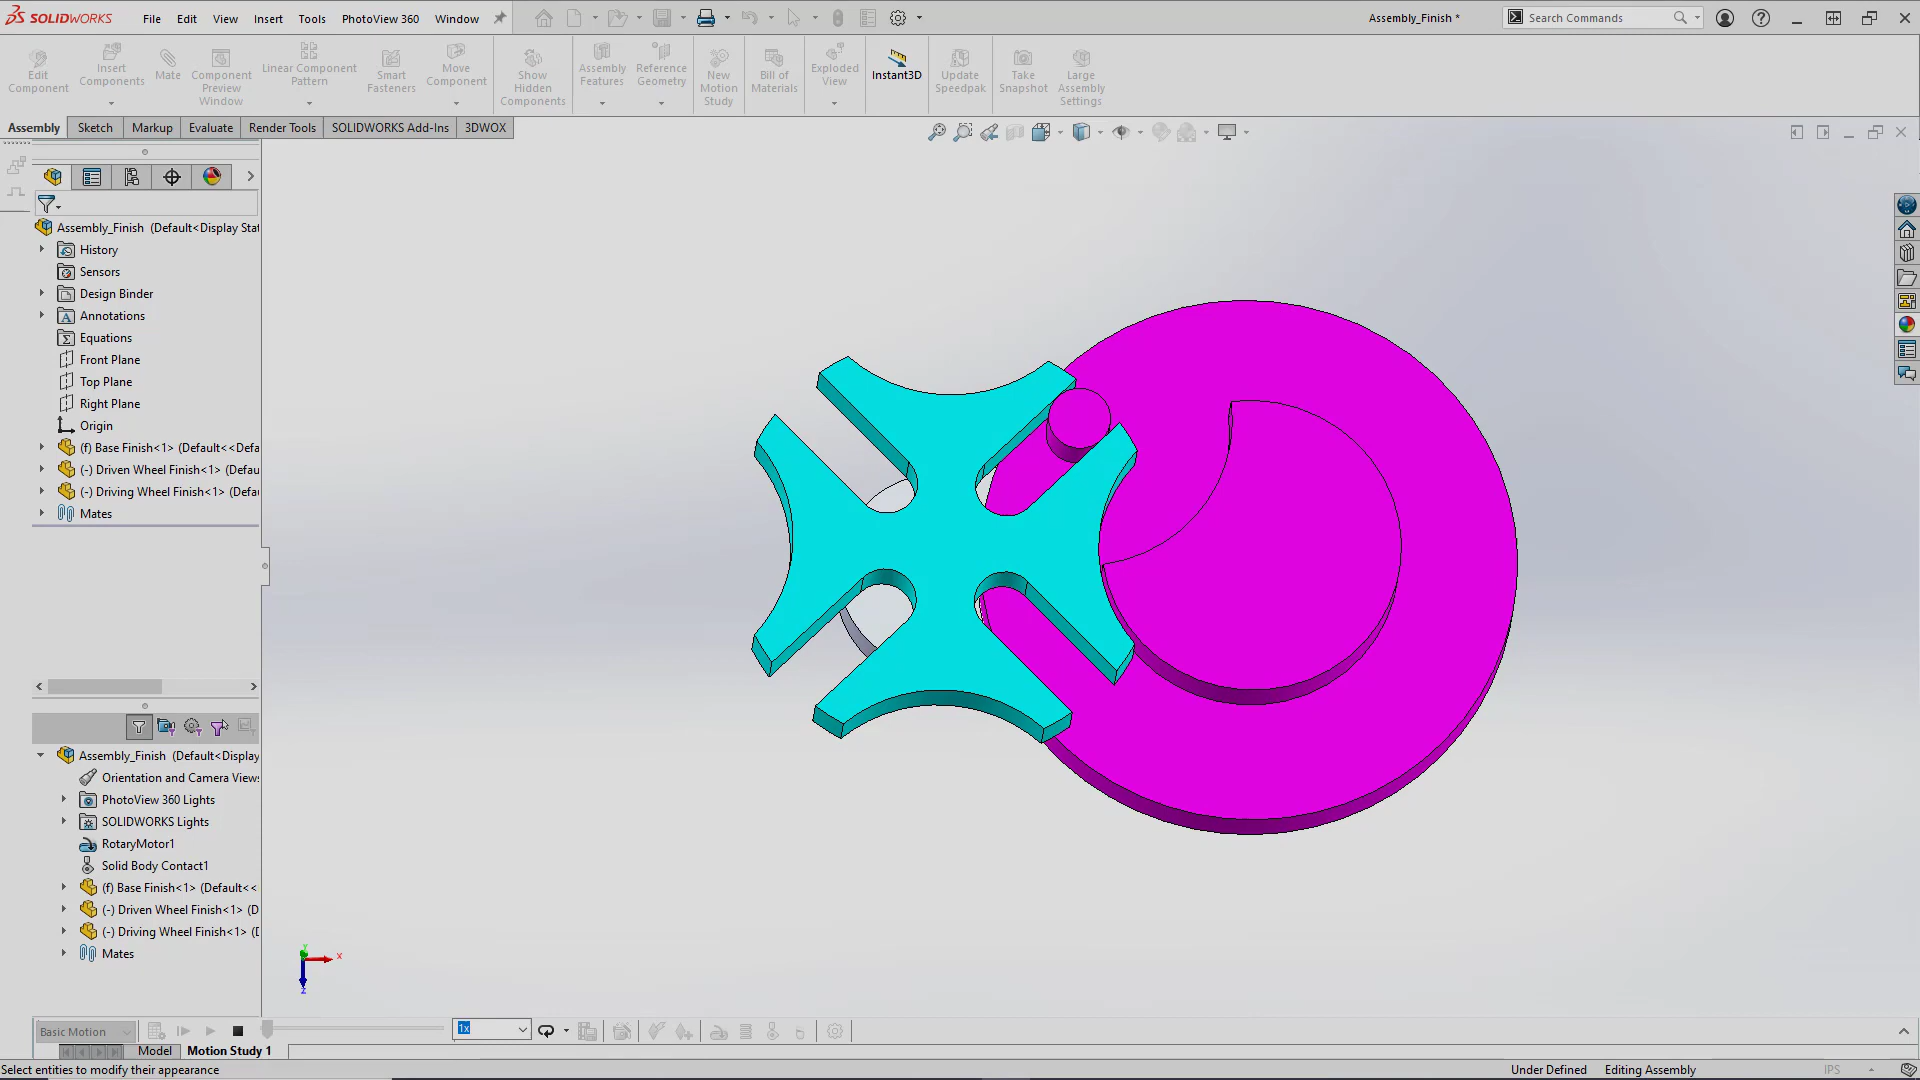 SOLIDWORKS File Edit View Insert Tools PhotoView 360 Window Assembly_Finish * Search Commands
Edit Component
Insert Components
Mate
Component Preview Window
Linear Component Pattern
Smart Fasteners
Move Component
Show Hidden Components
Assembly Features
Reference Geometry
New Motion Study
Bill of Materials
Exploded View
Instant3D
Update Speedpak
Take Snapshot
Large Assembly Settings
Assembly Sketch Markup Evaluate Render Tools SOLIDWORKS Add-Ins 3DWOX
Assembly_Finish (Default<Display Stat
History
Sensors
Design Binder
Annotations
Equations
Front Plane
Top Plane
Right Plane
Origin
(f) Base Finish<1> (Default<<Defa
(-) Driven Wheel Finish<1> (Defau
(-) Driving Wheel Finish<1> (Defa
Mates
Assembly_Finish (Default<Display
Orientation and Camera Views
PhotoView 360 Lights
SOLIDWORKS Lights
RotaryMotor1
Solid Body Contact1
(f) Base Finish<1> (Default<<
(-) Driven Wheel Finish<1> (D
(-) Driving Wheel Finish<1> (D
Mates
Y
X
Z
Basic Motion 1x
Model Motion Study 1
Select entities to modify their appearance Under Defined Editing Assembly IPS